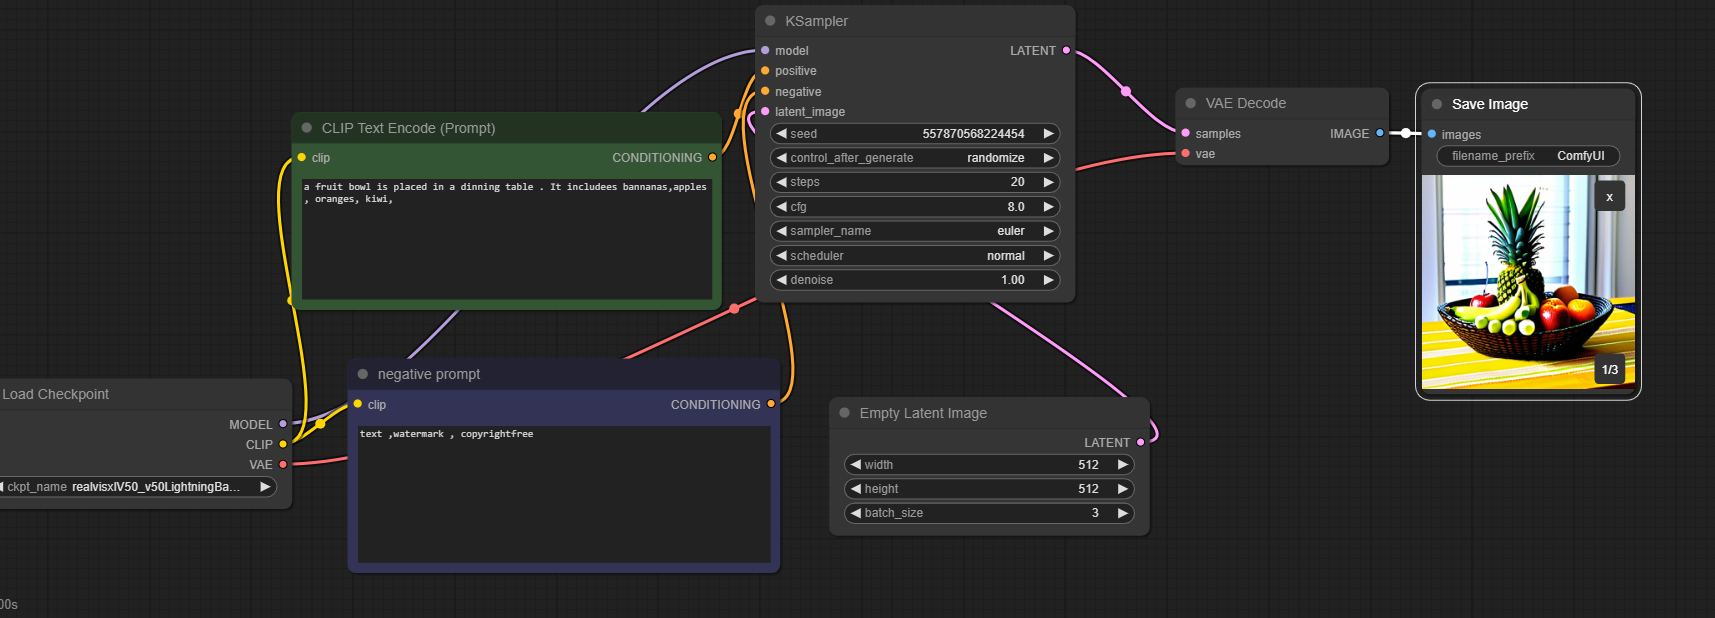 KSampler
model LATENT
positive
negative
latent_image
seed 557870568224454
control_after_generate randomize
steps 20
cfg 8.0
sampler_name euler
scheduler normal
denoise 1.00
CLIP Text Encode (Prompt)
clip CONDITIONING
a fruit bowl is placed in a dinning table . It includees bannanas,apples
, oranges, kiwi,
VAE Decode
samples IMAGE
vae
Save Image
images
filename_prefix ComfyUI
x
1/3
Load Checkpoint
MODEL
CLIP
VAE
ckpt_name realvisxlV50_v50LightningBa...
negative prompt
clip CONDITIONING
text ,watermark , copyrightfree
Empty Latent Image
LATENT
width 512
height 512
batch_size 3
00s